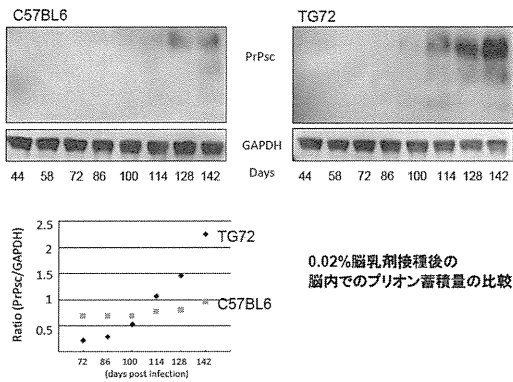 C57BL6
TG72
PrPsc
GAPDH
Days
44 58 72 86 100 114 128 142
44 58 72 86 100 114 128 142
Ratio (PrPsc/GAPDH)
2.5
2
1.5
1
0.5
TG72
C57BL6
72 86 100 114 128 142
(days post infection)
0.02%脳乳剤接種後の
脳内でのプリオン蓄積量の比較